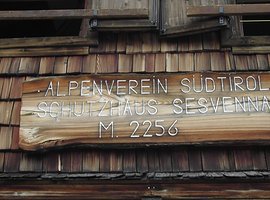 · ALPENVEREIN SÜDTIROL
SCHUTZHAUS SESVENNA
M. 2256